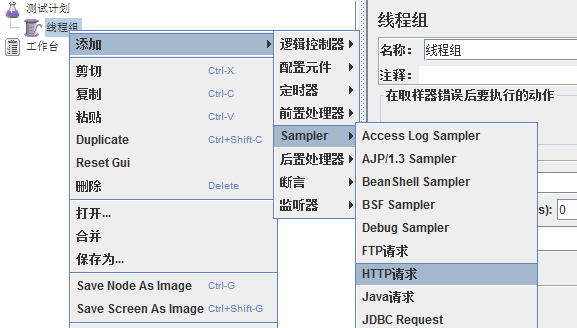 测试计划
线程组
工作台
添加
剪切 Ctrl-X
复制 Ctrl-C
粘贴 Ctrl-V
Duplicate Ctrl+Shift-C
Reset Gui
删除 Delete
打开...
合并
保存为...
Save Node As Image Ctrl-G
Save Screen As Image Ctrl+Shift-G
逻辑控制器
配置元件
定时器
前置处理器
Sampler
后置处理器
断言
监听器
Access Log Sampler
AJP/1.3 Sampler
BeanShell Sampler
BSF Sampler
Debug Sampler
FTP请求
HTTP请求
Java请求
JDBC Request
线程组
名称: 线程组
注释:
在取样器错误后要执行的动作
s): 0